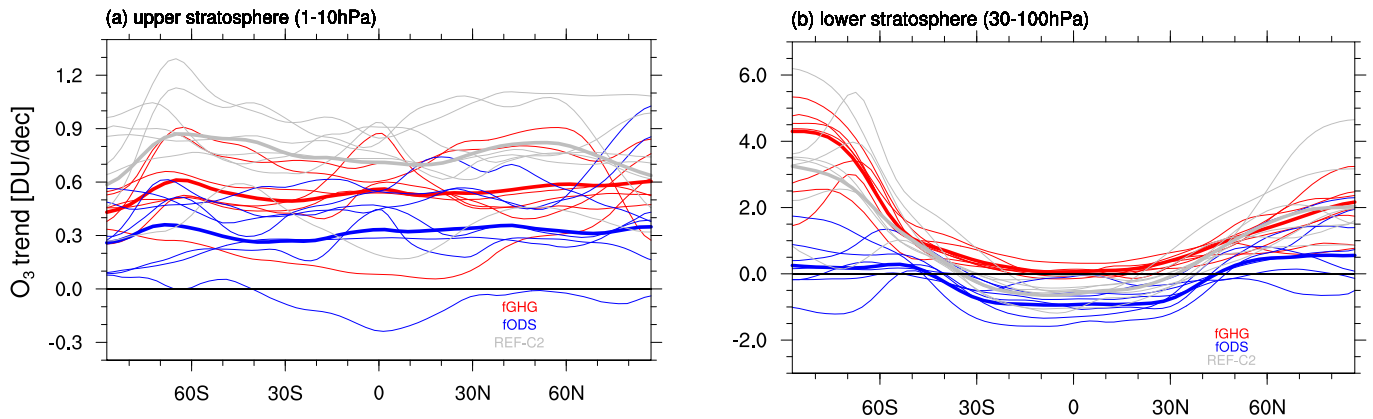 (a) upper stratosphere (1-10hPa)
O3 trend [DU/dec]
1.2
0.9
0.6
0.3
0.0
-0.3
fGHG
fODS
REF-C2
60S 30S 0 30N 60N
(b) lower stratosphere (30-100hPa)
6.0
4.0
2.0
0.0
-2.0
fGHG
fODS
REF-C2
60S 30S 0 30N 60N